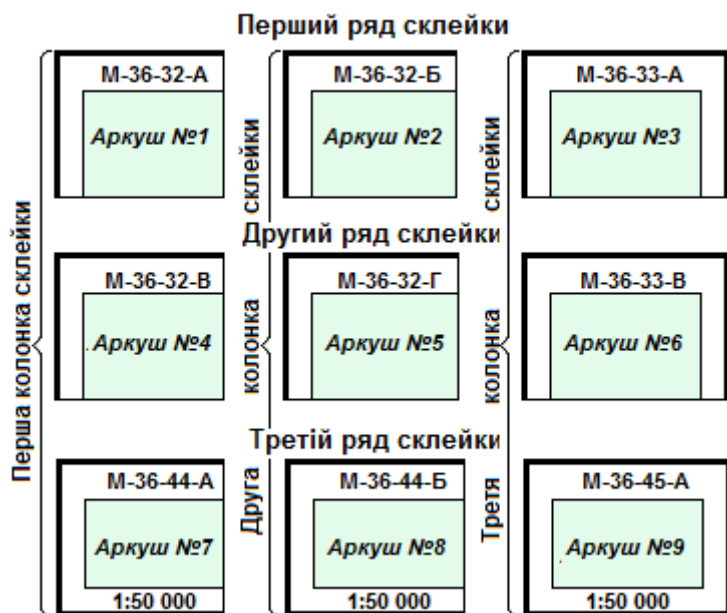 Перший ряд склейки
М-36-32-А
М-36-32-Б
М-36-33-А
Аркуш №1
Аркуш №2
Аркуш №3
Другий ряд склейки
М-36-32-В
М-36-32-Г
М-36-33-В
Аркуш №4
Аркуш №5
Аркуш №6
Третій ряд склейки
М-36-44-А
М-36-44-Б
М-36-45-А
Аркуш №7
Аркуш №8
Аркуш №9
1:50 000
1:50 000
1:50 000
Перша колонка склейки
Друга колонка склейки
Третя колонка склейки